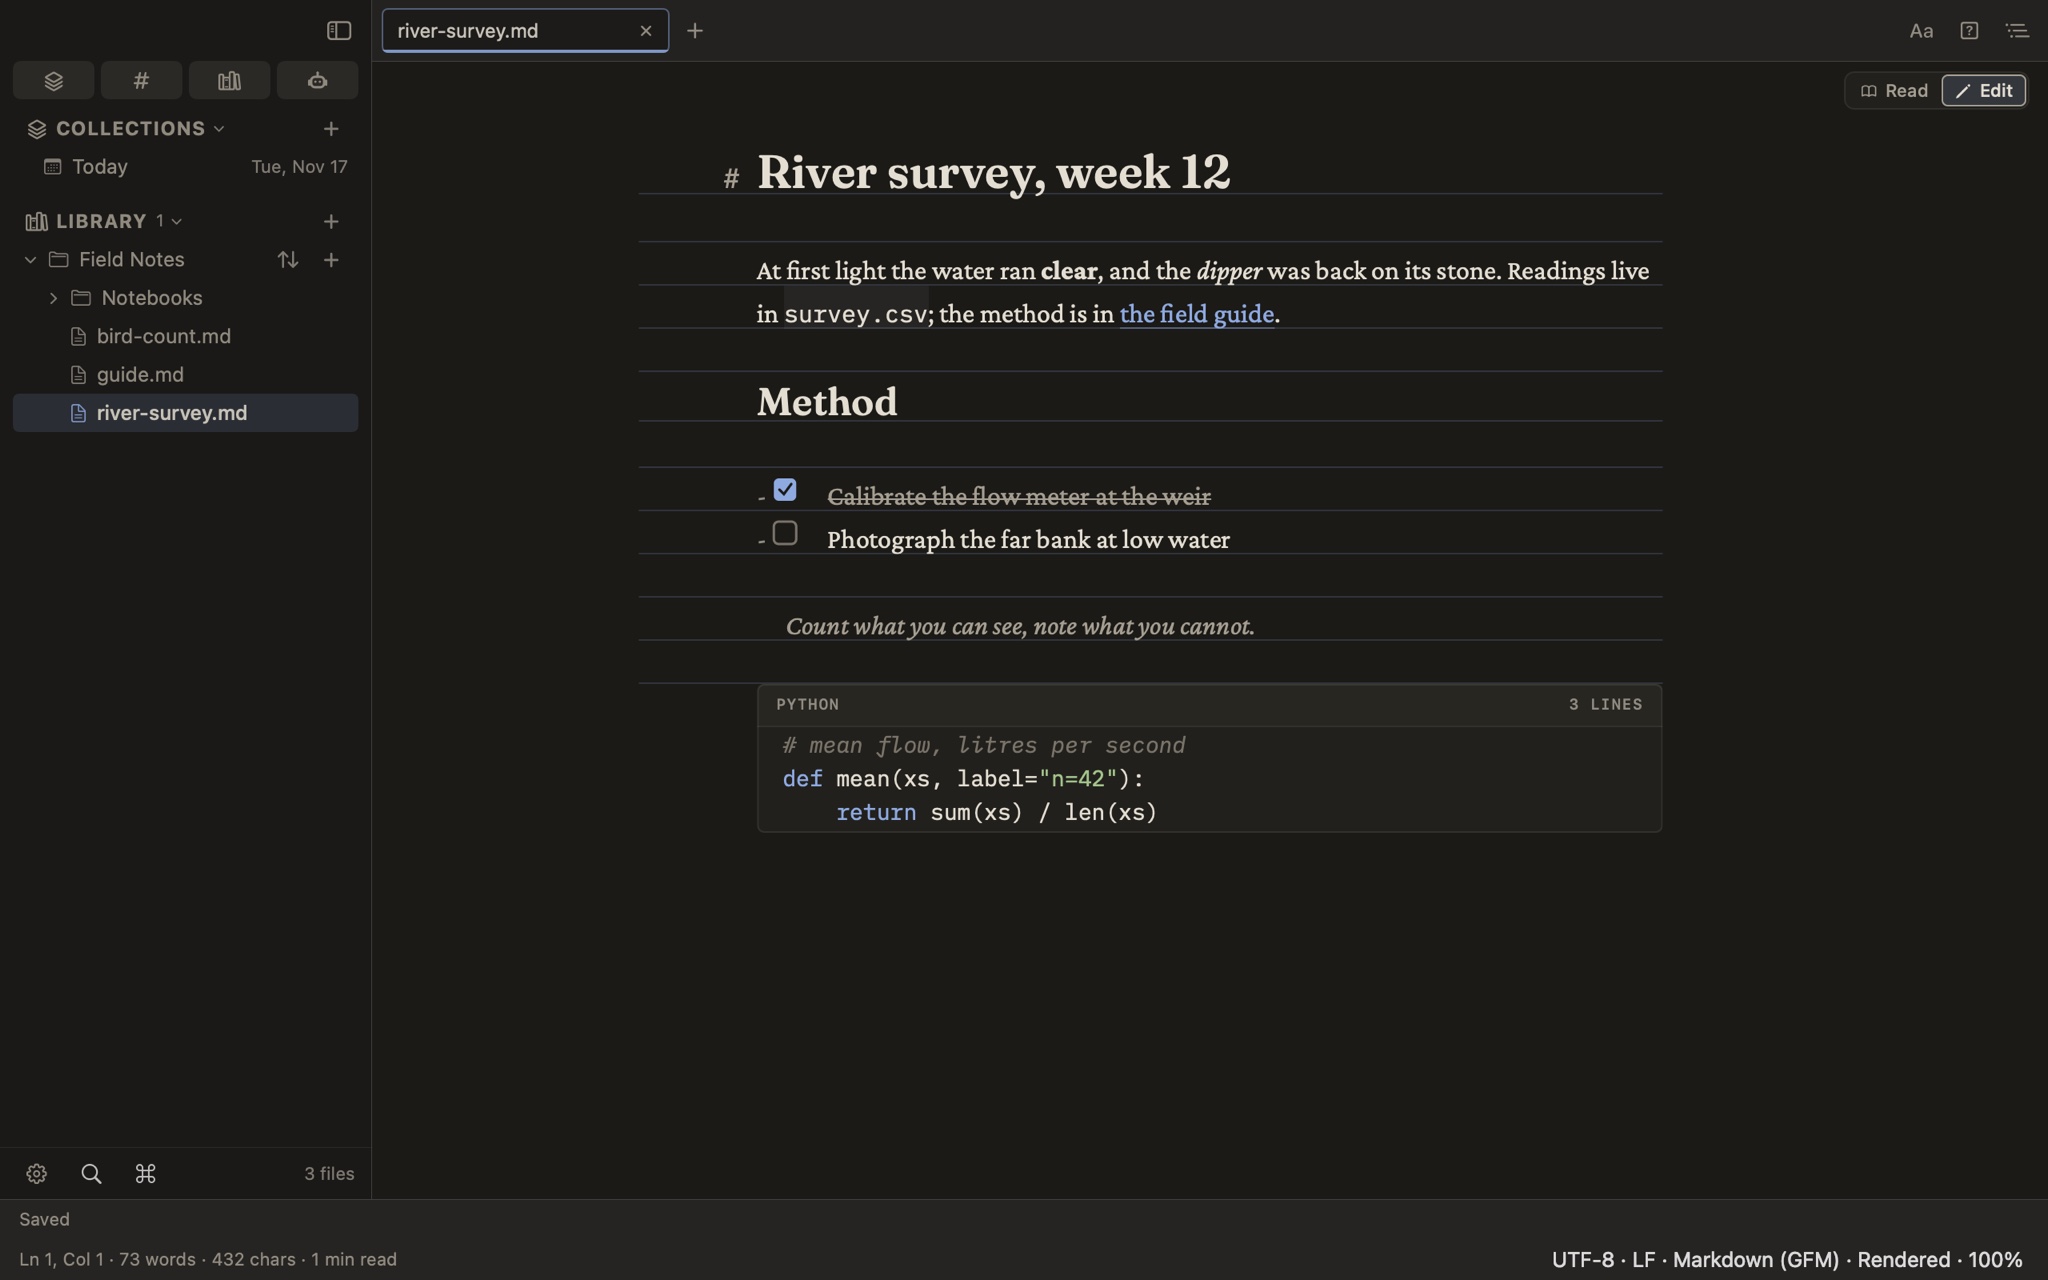 river-survey.md
Aa
Read
Edit
COLLECTIONS
Today
Tue, Nov 17
LIBRARY 1
Field Notes
Notebooks
bird-count.md
guide.md
river-survey.md
# River survey, week 12
At first light the water ran clear, and the dipper was back on its stone. Readings live
in survey.csv; the method is in the field guide.
Method
- Calibrate the flow meter at the weir
- Photograph the far bank at low water
Count what you can see, note what you cannot.
PYTHON
3 LINES
# mean flow, litres per second
def mean(xs, label="n=42"):
    return sum(xs) / len(xs)
3 files
Saved
Ln 1, Col 1 · 73 words · 432 chars · 1 min read
UTF-8 · LF · Markdown (GFM) · Rendered · 100%